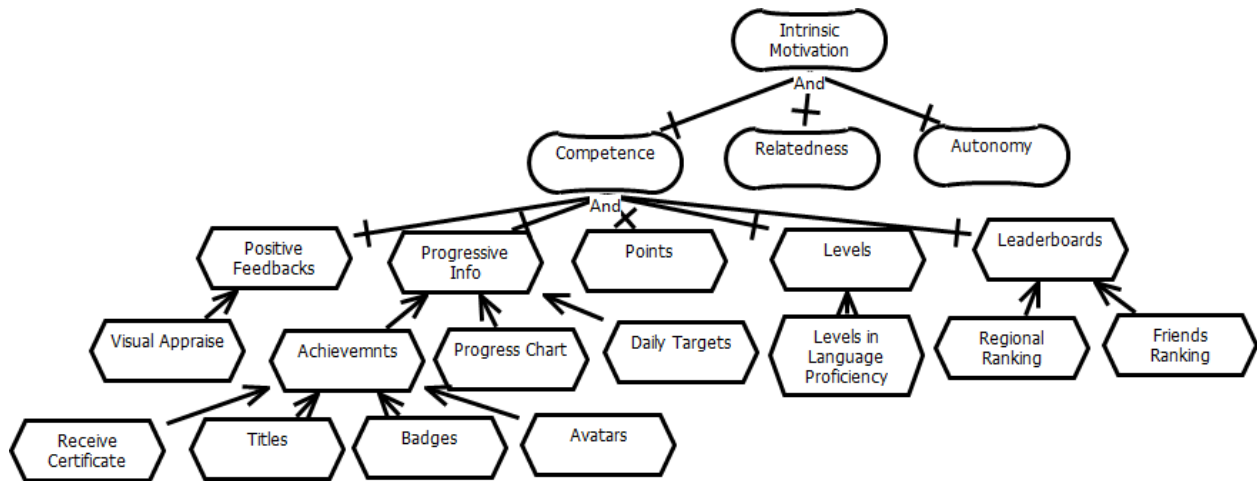 Intrinsic
Motivation
And
Competence
Relatedness
Autonomy
And
Positive
Feedbacks
Progressive
Info
Points
Levels
Leaderboards
Visual Appraise
Achievemnts
Progress Chart
Daily Targets
Levels in
Language
Proficiency
Regional
Ranking
Friends
Ranking
Receive
Certificate
Titles
Badges
Avatars